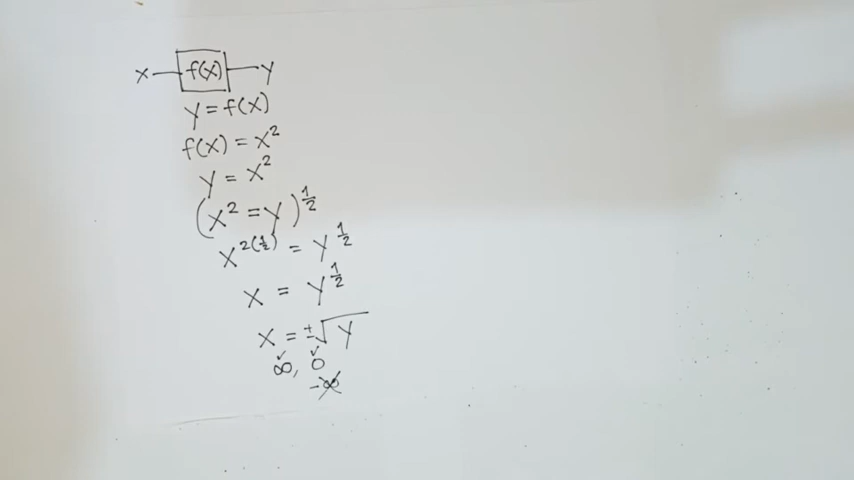 x f(x) y
y = f(x)
f(x) = x²
y = x²
(x² = y)^½
x^2(½) = y^½
x = y^½
x = ±√y
∞, 0
-∞